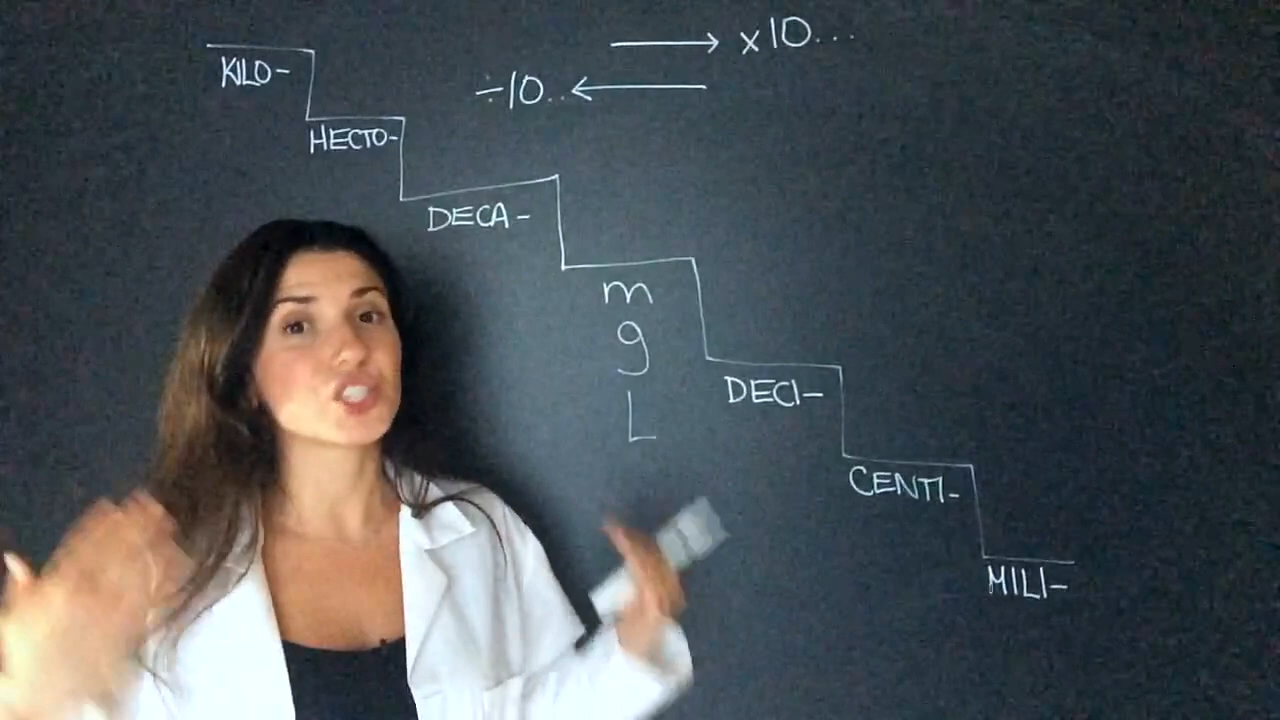 x10...
÷10..
KILO-
HECTO-
DECA-
m
g
L
DECI-
CENTI-
MILI-